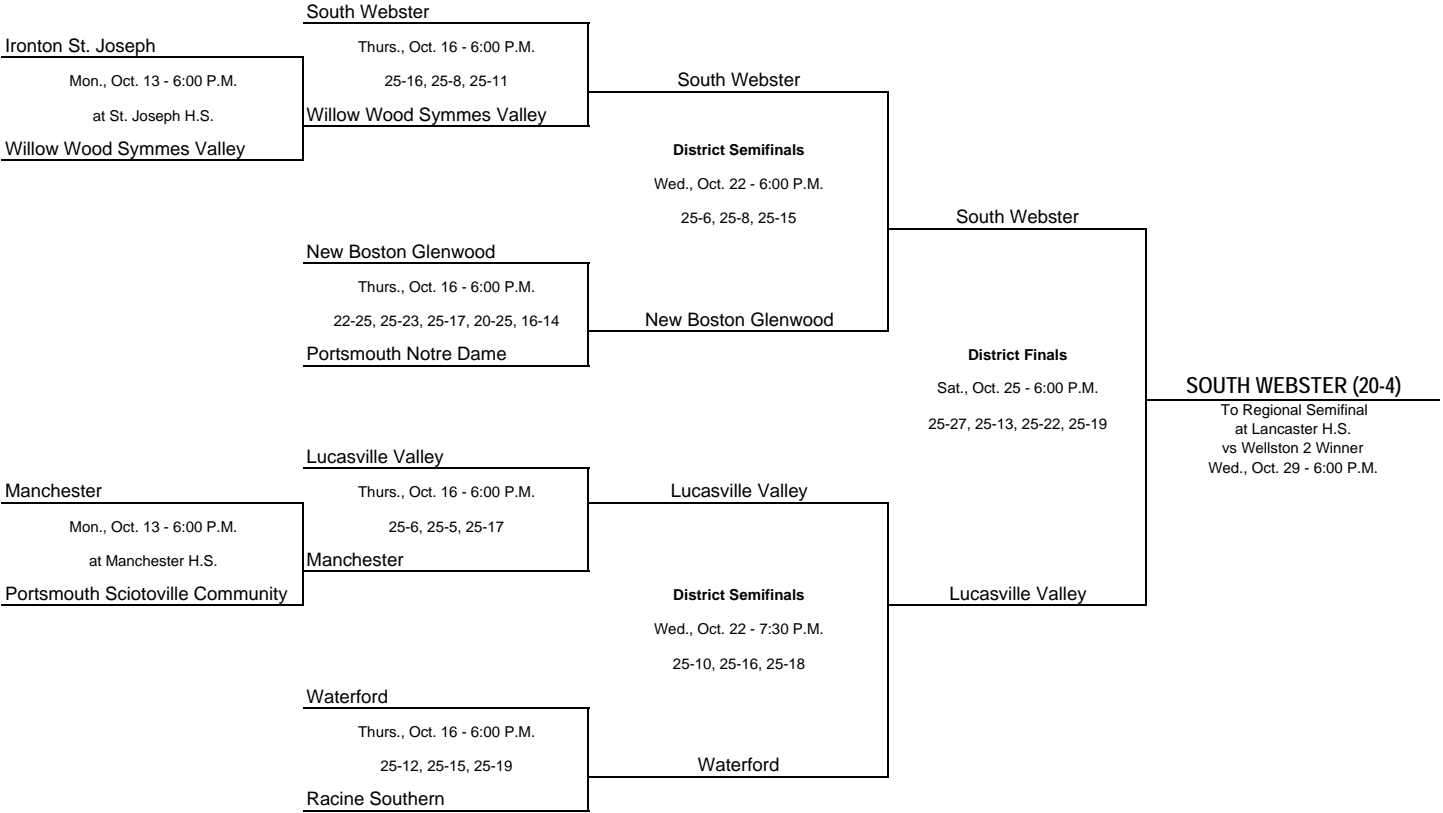 South Webster
Ironton St. Joseph
Thurs., Oct. 16 - 6:00 P.M.
Mon., Oct. 13 - 6:00 P.M.
25-16, 25-8, 25-11
South Webster
at St. Joseph H.S.
Willow Wood Symmes Valley
Willow Wood Symmes Valley
District Semifinals
Wed., Oct. 22 - 6:00 P.M.
25-6, 25-8, 25-15
South Webster
New Boston Glenwood
Thurs., Oct. 16 - 6:00 P.M.
22-25, 25-23, 25-17, 20-25, 16-14
New Boston Glenwood
Portsmouth Notre Dame
District Finals
Sat., Oct. 25 - 6:00 P.M.
25-27, 25-13, 25-22, 25-19
SOUTH WEBSTER (20-4)
To Regional Semifinal
at Lancaster H.S.
vs Wellston 2 Winner
Wed., Oct. 29 - 6:00 P.M.
Lucasville Valley
Manchester
Thurs., Oct. 16 - 6:00 P.M.
Lucasville Valley
Mon., Oct. 13 - 6:00 P.M.
25-6, 25-5, 25-17
at Manchester H.S.
Manchester
Portsmouth Sciotoville Community
District Semifinals
Lucasville Valley
Wed., Oct. 22 - 7:30 P.M.
25-10, 25-16, 25-18
Waterford
Thurs., Oct. 16 - 6:00 P.M.
25-12, 25-15, 25-19
Waterford
Racine Southern